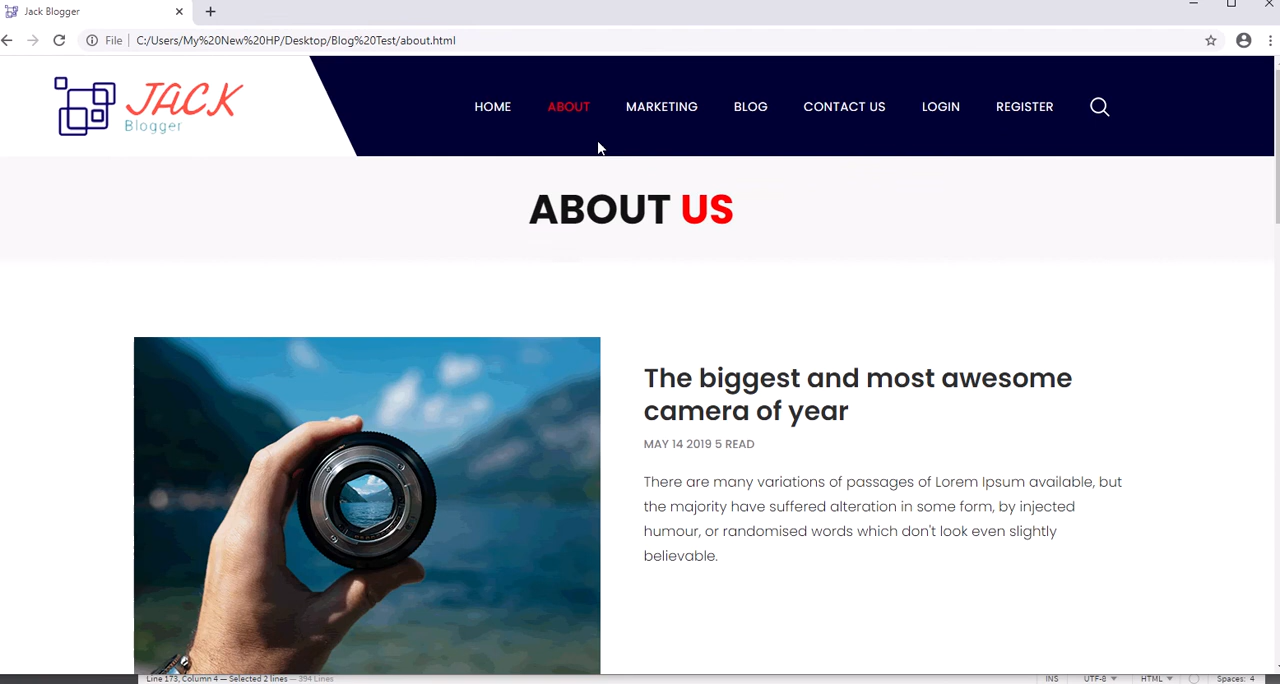 Jack Blogger
File C:/Users/My%20New%20HP/Desktop/Blog%20Test/about.html
JACK
Blogger
HOME ABOUT MARKETING BLOG CONTACT US LOGIN REGISTER
ABOUT US
The biggest and most awesome
camera of year
MAY 14 2019 5 READ
There are many variations of passages of Lorem Ipsum available, but
the majority have suffered alteration in some form, by injected
humour, or randomised words which don't look even slightly
believable.
Line 173, Column 4 — Selected 2 lines — 394 Lines INS UTF-8 HTML Spaces: 4